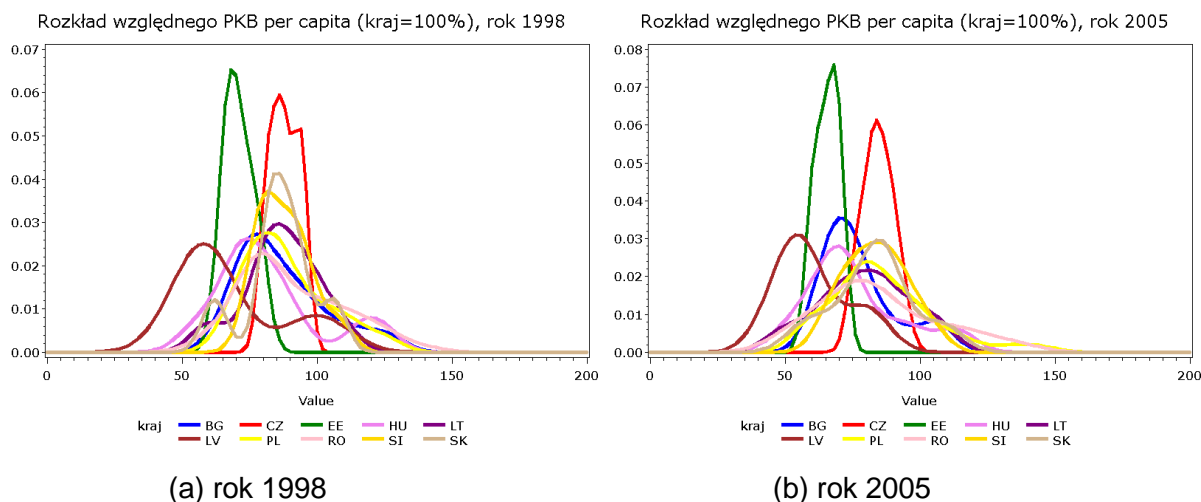 Rozkład względnego PKB per capita (kraj=100%), rok 1998
0.07
0.06
0.05
0.04
0.03
0.02
0.01
0.00
0
50
100
150
200
Value
kraj BG CZ EE HU LT
LV PL RO SI SK
(a) rok 1998
Rozkład względnego PKB per capita (kraj=100%), rok 2005
0.08
0.07
0.06
0.05
0.04
0.03
0.02
0.01
0.00
0
50
100
150
200
Value
kraj BG CZ EE HU LT
LV PL RO SI SK
(b) rok 2005